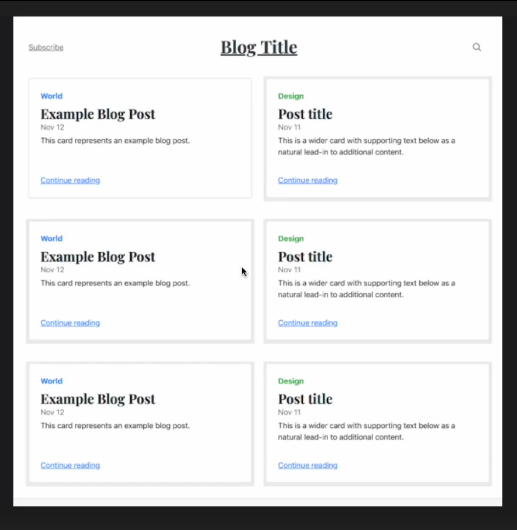 Subscribe
Blog Title
World
Example Blog Post
Nov 12
This card represents an example blog post.
Continue reading
Design
Post title
Nov 11
This is a wider card with supporting text below as a
natural lead-in to additional content.
Continue reading
World
Example Blog Post
Nov 12
This card represents an example blog post.
Continue reading
Design
Post title
Nov 11
This is a wider card with supporting text below as a
natural lead-in to additional content.
Continue reading
World
Example Blog Post
Nov 12
This card represents an example blog post.
Continue reading
Design
Post title
Nov 11
This is a wider card with supporting text below as a
natural lead-in to additional content.
Continue reading